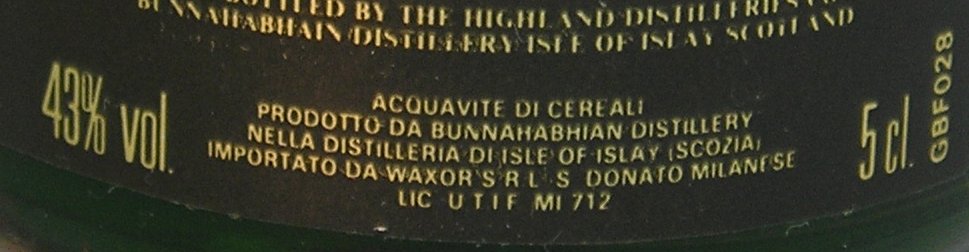 BOTTLED BY THE HIGHLAND DISTILLERIES
BUNNAHABHAIN DISTILLERY ISLE OF ISLAY SCOTLAND
43% vol.
ACQUAVITE DI CEREALI
PRODOTTO DA BUNNAHABHIAN DISTILLERY
NELLA DISTILLERIA DI ISLE OF ISLAY (SCOZIA)
IMPORTATO DA WAXOR S R L S DONATO MILANESE
LIC U T I F MI 712
5 cl.
GBF028